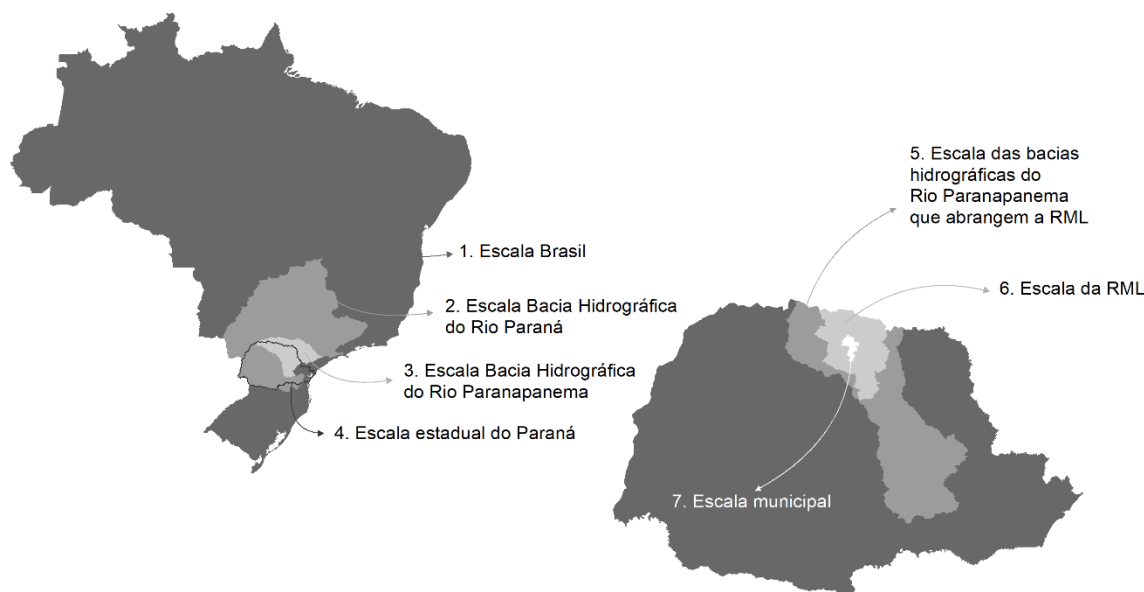 1. Escala Brasil
2. Escala Bacia Hidrográfica
do Rio Paraná
3. Escala Bacia Hidrográfica
do Rio Paranapanema
4. Escala estadual do Paraná
5. Escala das bacias
hidrográficas do
Rio Paranapanema
que abrangem a RML
6. Escala da RML
7. Escala municipal